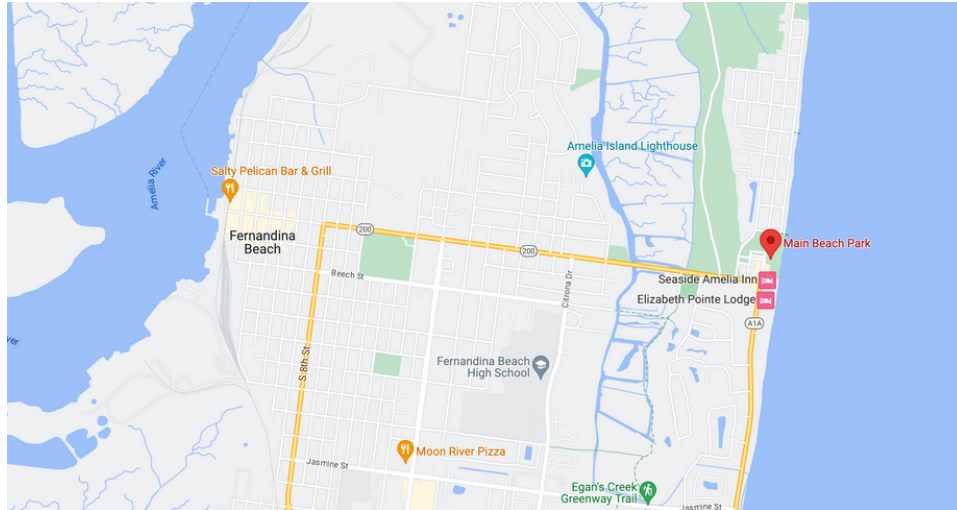 Amelia River
Salty Pelican Bar & Grill
Amelia Island Lighthouse
Fernandina
Beach
200
200
Main Beach Park
Beech St
Citrona Dr
Seaside Amelia Inn
Elizabeth Pointe Lodge
A1A
S 8th St
Fernandina Beach
High School
Moon River Pizza
Jasmine St
Egan's Creek
Greenway Trail
Jasmine St